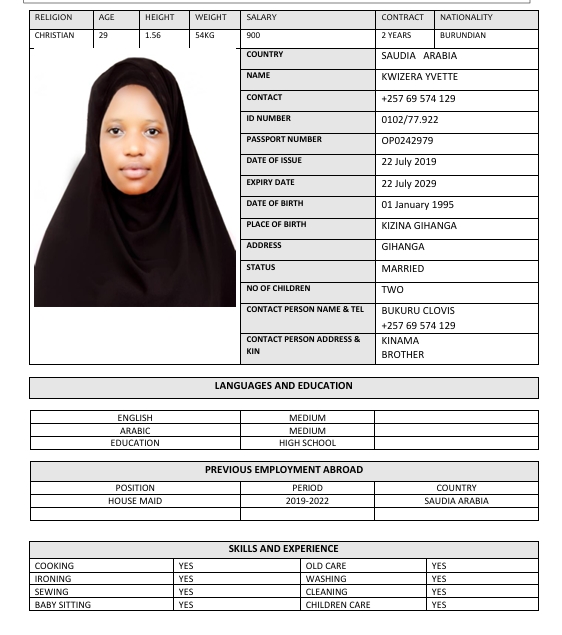 RELIGION AGE HEIGHT WEIGHT SALARY CONTRACT NATIONALITY
CHRISTIAN 29 1.56 54KG 900 2 YEARS BURUNDIAN
COUNTRY SAUDIA ARABIA
NAME KWIZERA YVETTE
CONTACT +257 69 574 129
ID NUMBER 0102/77.922
PASSPORT NUMBER OP0242979
DATE OF ISSUE 22 July 2019
EXPIRY DATE 22 July 2029
DATE OF BIRTH 01 January 1995
PLACE OF BIRTH KIZINA GIHANGA
ADDRESS GIHANGA
STATUS MARRIED
NO OF CHILDREN TWO
CONTACT PERSON NAME & TEL BUKURU CLOVIS
+257 69 574 129
CONTACT PERSON ADDRESS & KINAMA
KIN BROTHER
LANGUAGES AND EDUCATION
ENGLISH MEDIUM
ARABIC MEDIUM
EDUCATION HIGH SCHOOL
PREVIOUS EMPLOYMENT ABROAD
POSITION PERIOD COUNTRY
HOUSE MAID 2019-2022 SAUDIA ARABIA
SKILLS AND EXPERIENCE
COOKING YES OLD CARE YES
IRONING YES WASHING YES
SEWING YES CLEANING YES
BABY SITTING YES CHILDREN CARE YES